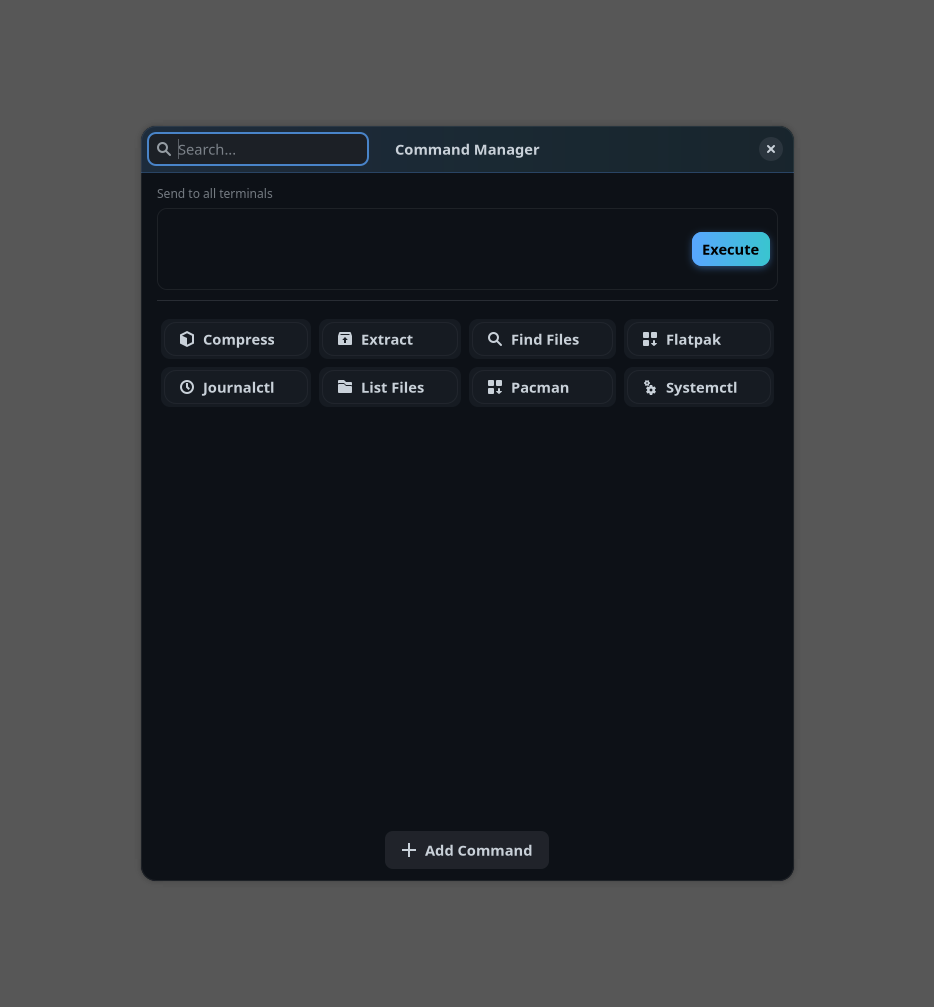 Search...
Command Manager
Send to all terminals
Execute
Compress
Extract
Find Files
Flatpak
Journalctl
List Files
Pacman
Systemctl
Add Command